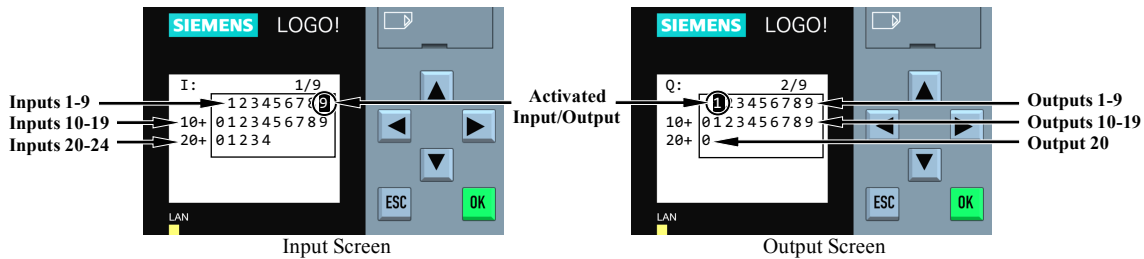 SIEMENS LOGO!
I: 1/9
123456789
10+ 0123456789
20+ 01234
ESC OK
LAN
Inputs 1-9
Inputs 10-19
Inputs 20-24
Input Screen
Activated
Input/Output
SIEMENS LOGO!
Q: 2/9
123456789
10+ 0123456789
20+ 0
ESC OK
LAN
Outputs 1-9
Outputs 10-19
Output 20
Output Screen